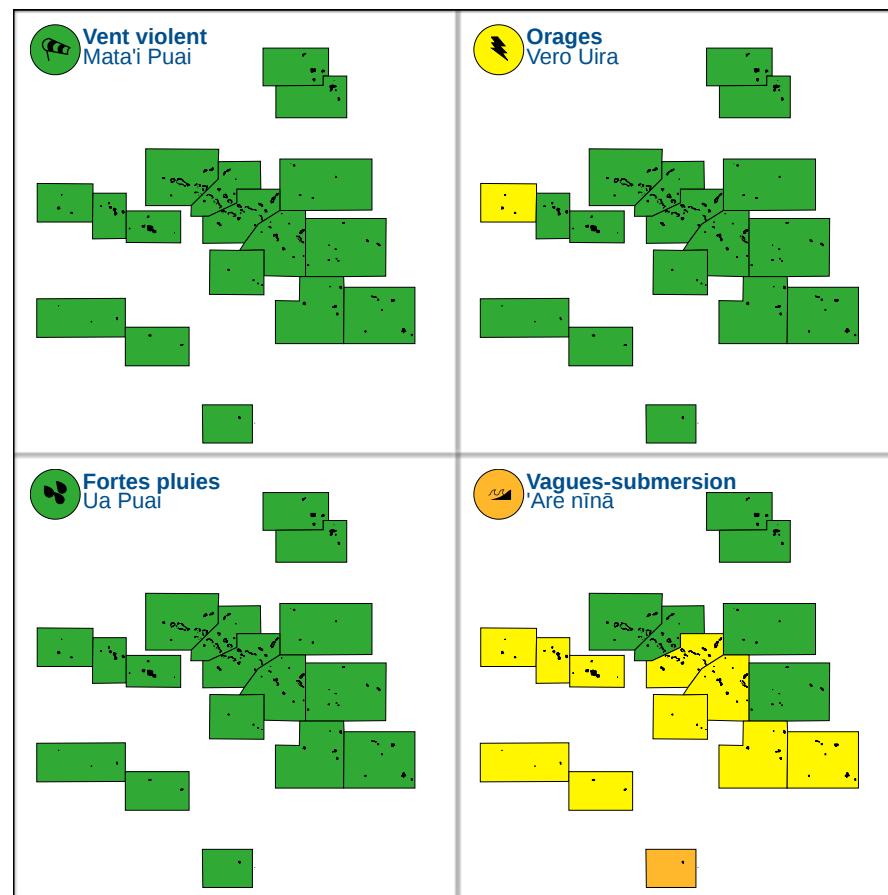 Vent violent
Mata'i Puai
Orages
Vero Uira
Fortes pluies
Ua Puai
Vagues-submersion
'Are nīnā